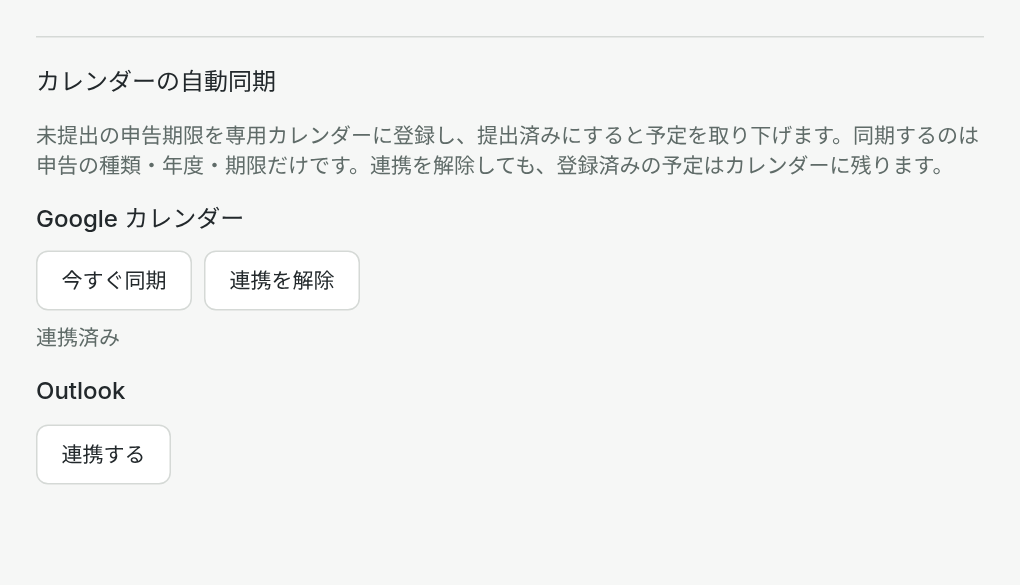 カレンダーの自動同期
未提出の申告期限を専用カレンダーに登録し、提出済みにすると予定を取り下げます。同期するのは
申告の種類・年度・期限だけです。連携を解除しても、登録済みの予定はカレンダーに残ります。
Google カレンダー
今すぐ同期 連携を解除
連携済み
Outlook
連携する